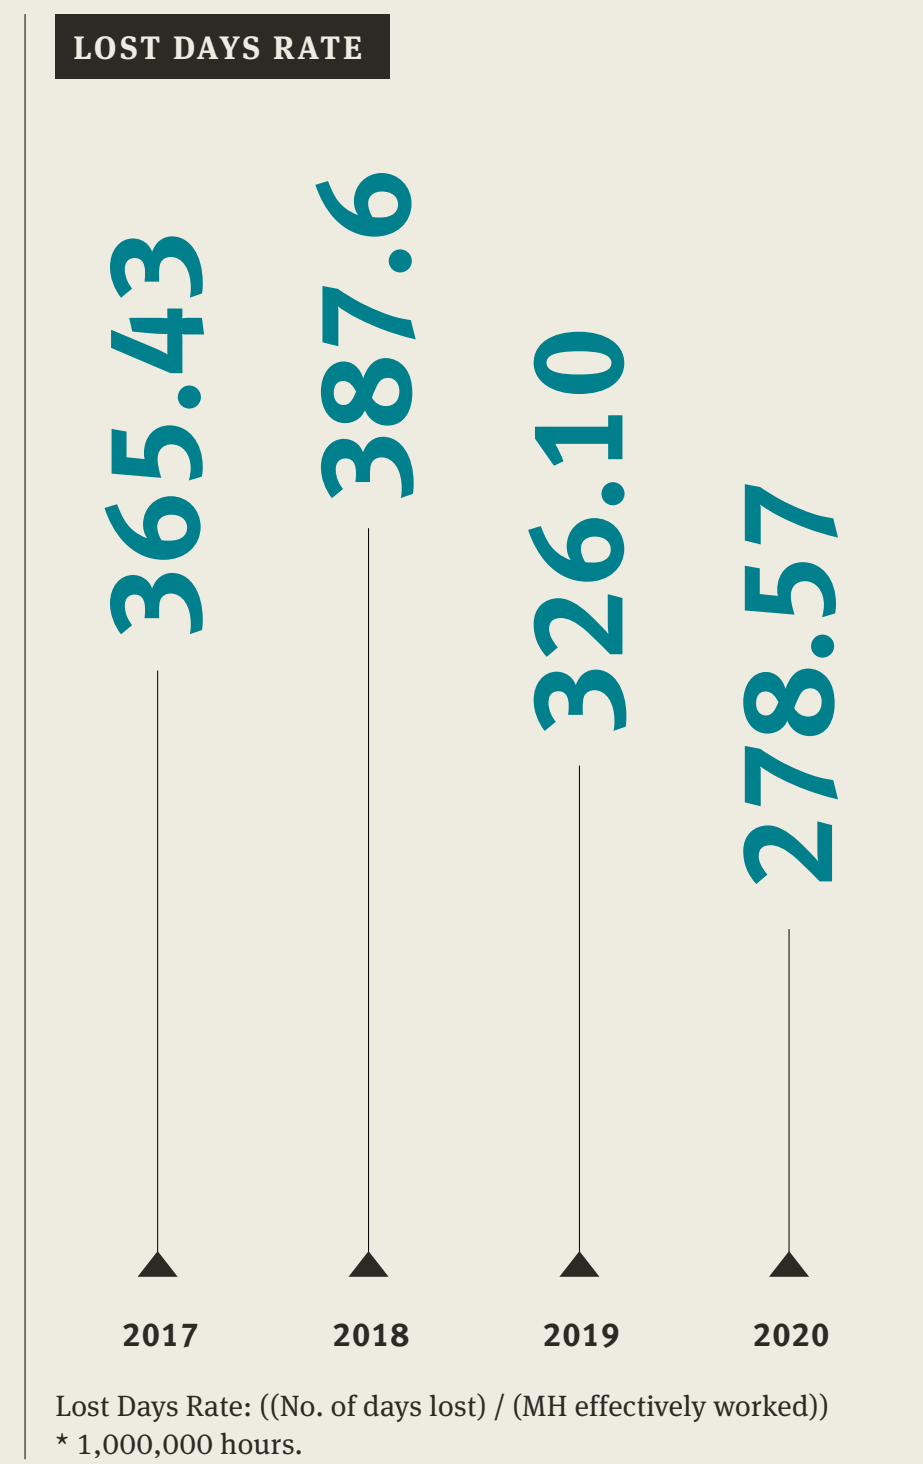 LOST DAYS RATE
365.43
387.6
326.10
278.57
2017
2018
2019
2020
Lost Days Rate: ((No. of days lost) / (MH effectively worked))
* 1,000,000 hours.